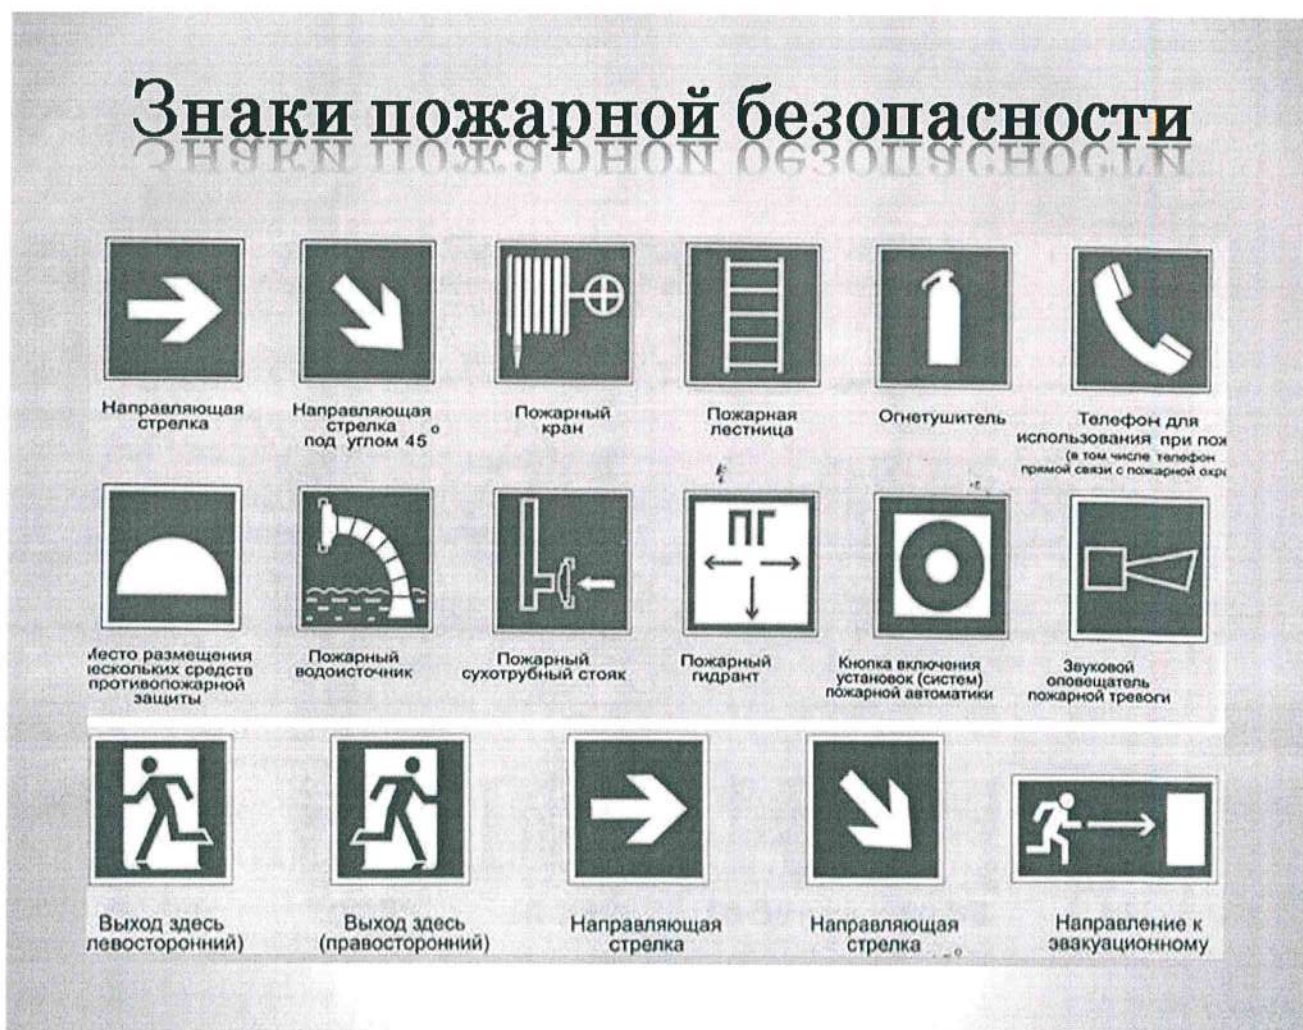 Знаки пожарной безопасности
Направляющая
стрелка
Направляющая
стрелка
под углом 45°
Пожарный
кран
Пожарная
лестница
Огнетушитель
Телефон для
использования при пож
(в том числе телефон
прямой связи с пожарной охр
Место размещения
нескольких средств
противопожарной
защиты
Пожарный
водоисточник
Пожарный
сухотрубный стояк
ПГ
Пожарный
гидрант
Кнопка включения
установок (систем)
пожарной автоматики
Звуковой
оповещатель
пожарной тревоги
Выход здесь
левосторонний)
Выход здесь
(правосторонний)
Направляющая
стрелка
Направляющая
стрелка
Направление к
эвакуационному